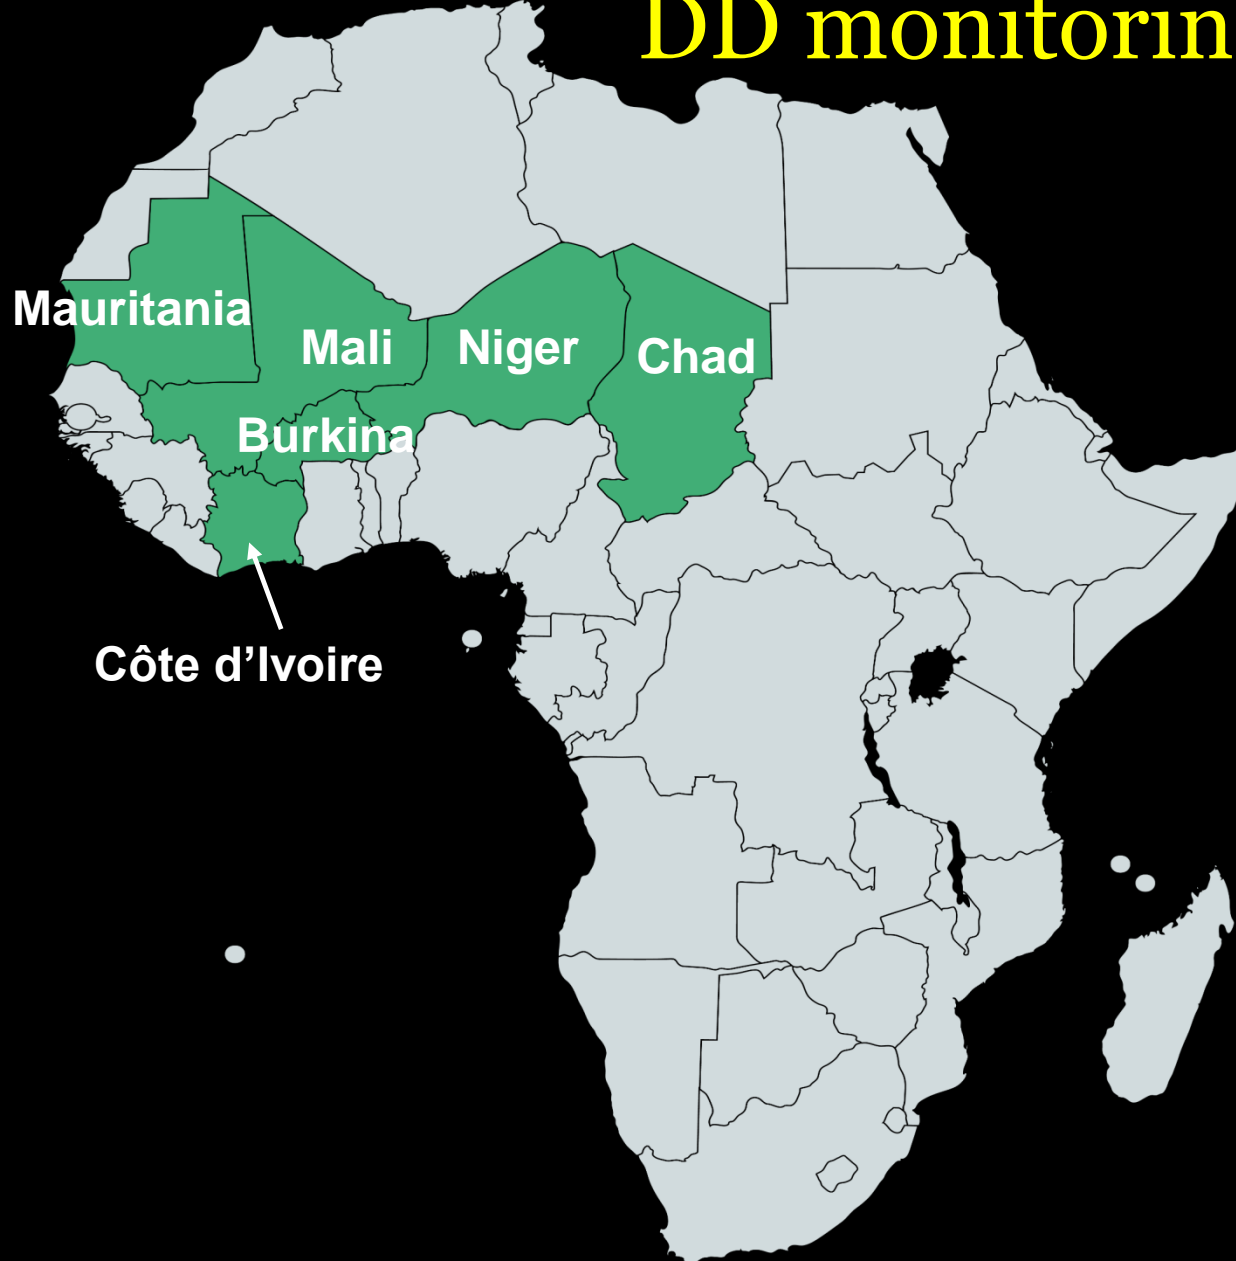 DD monitorin
Mauritania
Mali
Niger
Chad
Burkina
Côte d’Ivoire